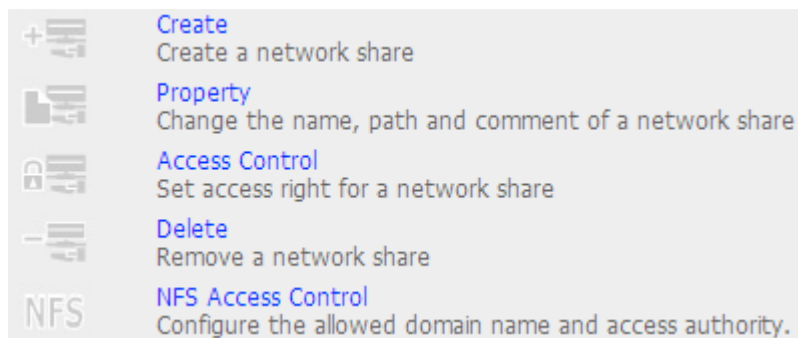 Create
Create a network share
Property
Change the name, path and comment of a network share
Access Control
Set access right for a network share
Delete
Remove a network share
NFS
NFS Access Control
Configure the allowed domain name and access authority.